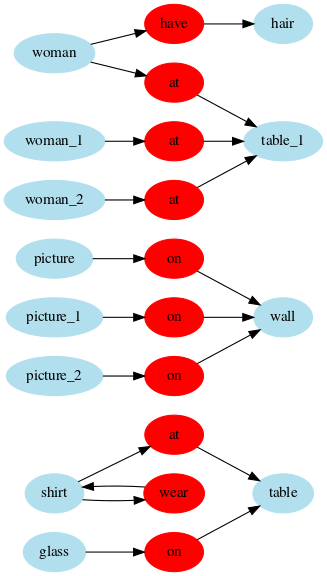 have hair
woman
at
woman_1 at table_1
woman_2 at
picture on
picture_1 on wall
picture_2 on
at
shirt wear table
glass on